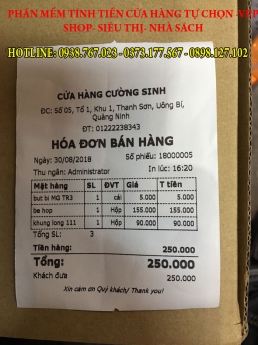 PHẦN MỀM TÍNH TIỀN CỬA HÀNG TỰ CHỌN -VPP
SHOP- SIÊU THỊ- NHÀ SÁCH
HOTLINE: 0938.767.023 - 0373.177.567 - 0898.127.102
CỬA HÀNG CƯỜNG SINH
ĐC: Số 05, Tổ 1, Khu 1, Thanh Sơn, Uông Bí,
Quảng Ninh
ĐT: 01222238343
HÓA ĐƠN BÁN HÀNG
Ngày: 30/08/2018 Số phiếu: 18000005
Thu ngân: Administrator In lúc: 16:20
Mặt hàng SL ĐVT Giá T tiền
but bi MG TR3 1 cái 5.000 5.000
be hop 1 Hộp 155.000 155.000
khung long 111 1 Hộp 90.000 90.000
Tổng SL: 3
Tiền hàng: 250.000
Tổng: 250.000
Khách đưa 250.000
Xin cám ơn Quý khách/ Thank you!